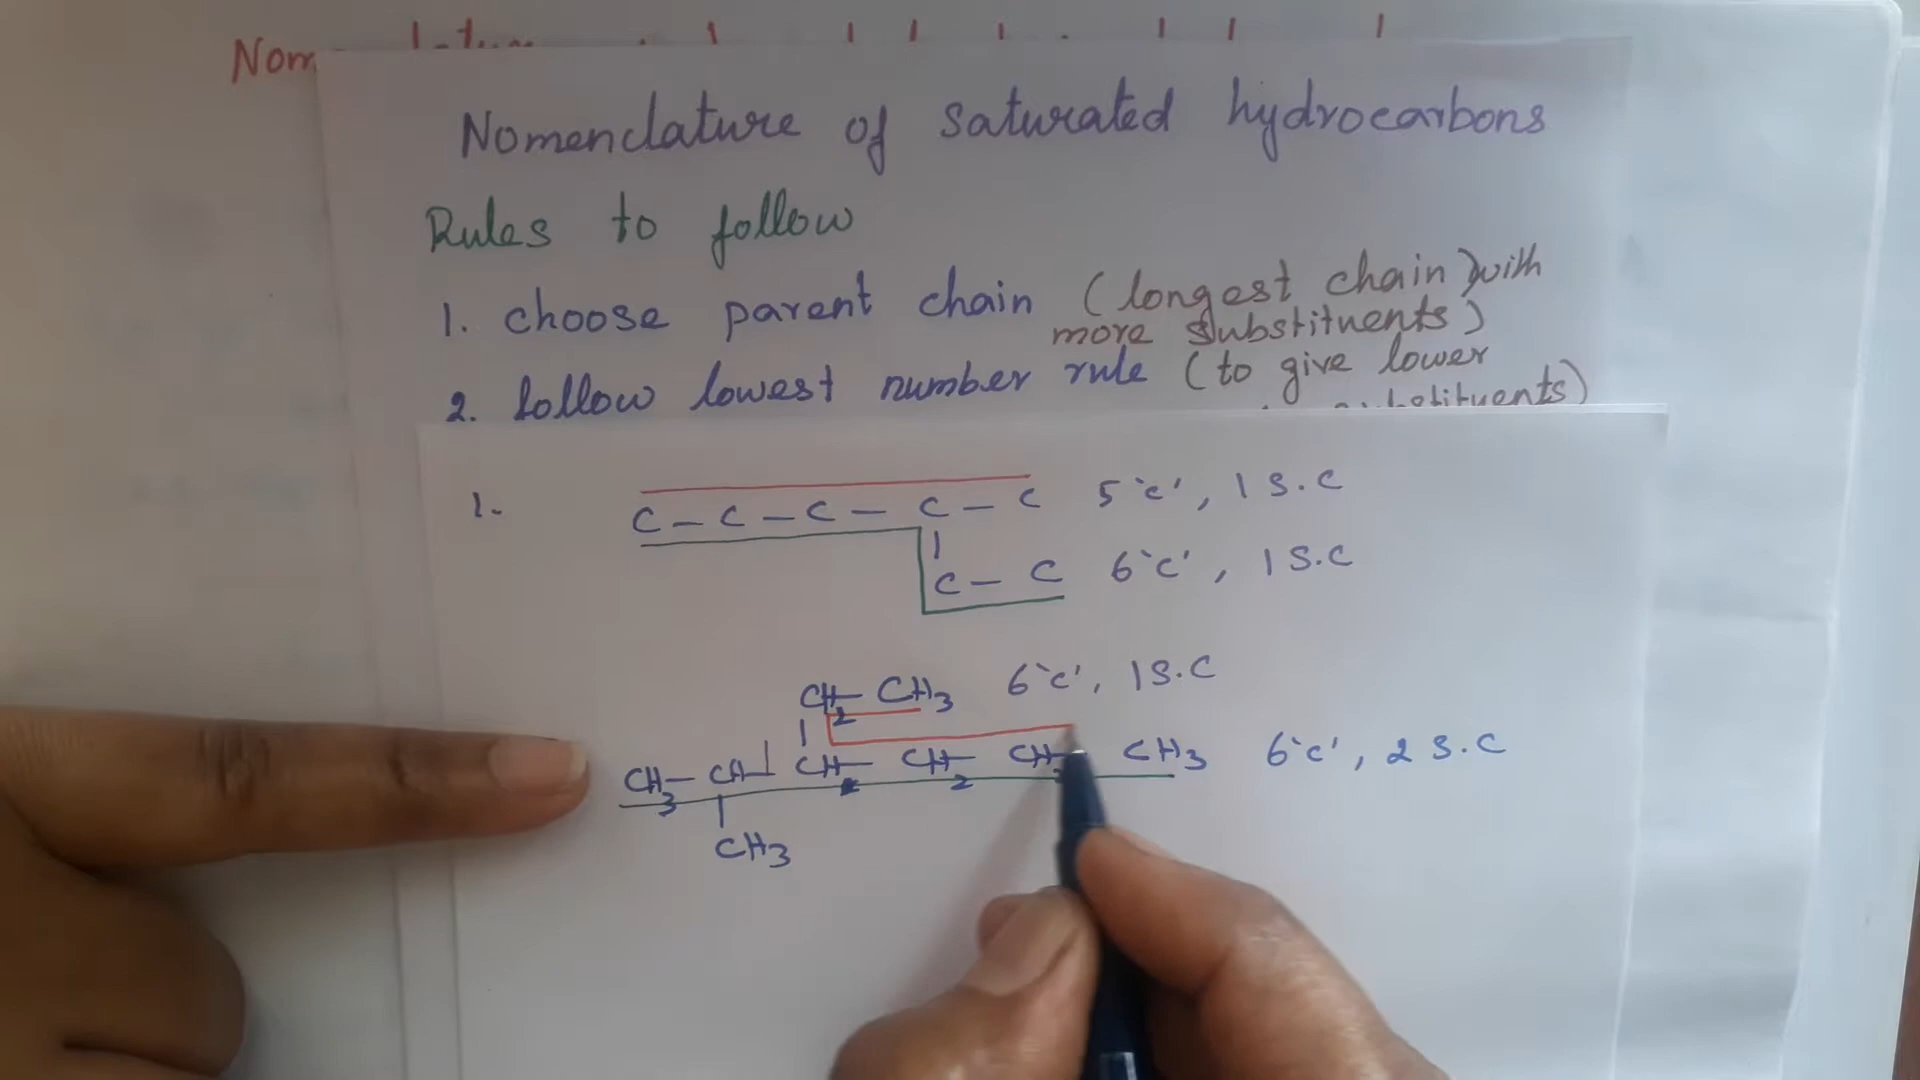 Nom
Nomenclature of saturated hydrocarbons
Rules to follow
1. choose parent chain (longest chain) with
more substituents)
2. follow lowest number rule (to give lower
substituents)
1. C - C - C - C - C 5 'c', 1 S.C
|
C - C 6 'c', 1 S.C
CH2 - CH3 6 'c', 1 S.C
|
CH3 - CH - CH - CH2 - CH2 - CH3 6 'c', 2 S.C
|
CH3